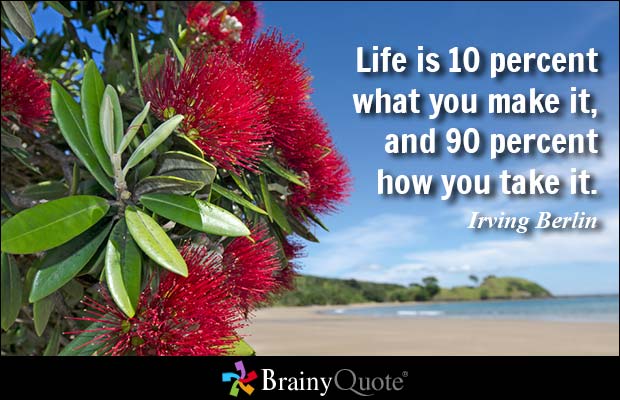 Life is 10 percent
what you make it,
and 90 percent
how you take it.
Irving Berlin
BrainyQuote®